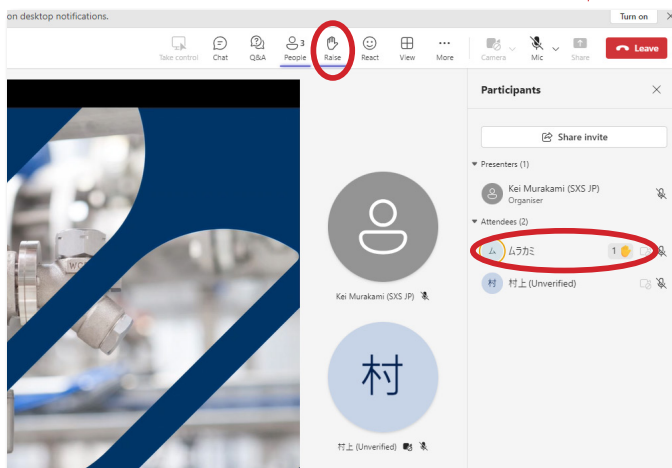 on desktop notifications.
Turn on
Take control
Chat
Q&A
3
People
Raise
React
View
More
Camera
Mic
Share
Leave
Participants
Share invite
Presenters (1)
Kei Murakami (SXS JP)
Organiser
Attendees (2)
ム ムラカミ 1
村 村上 (Unverified)
WC
Kei Murakami (SXS JP)
村
村上 (Unverified)